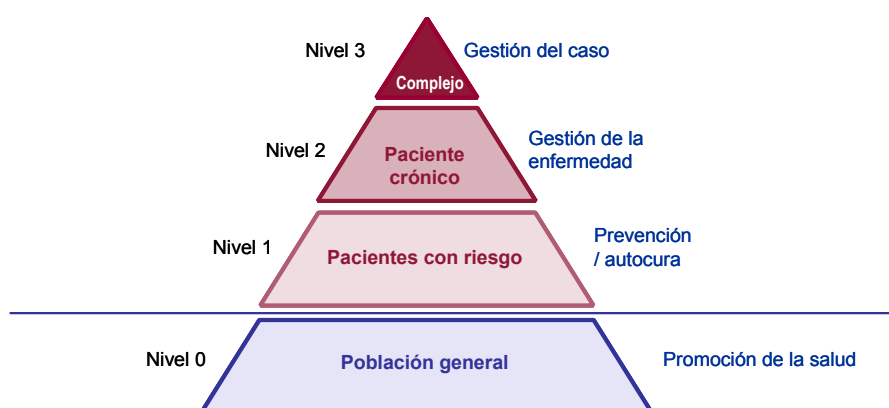 Nivel 3
Complejo
Gestión del caso
Nivel 2
Paciente
crónico
Gestión de la
enfermedad
Nivel 1
Pacientes con riesgo
Prevención
/ autocura
Nivel 0
Población general
Promoción de la salud